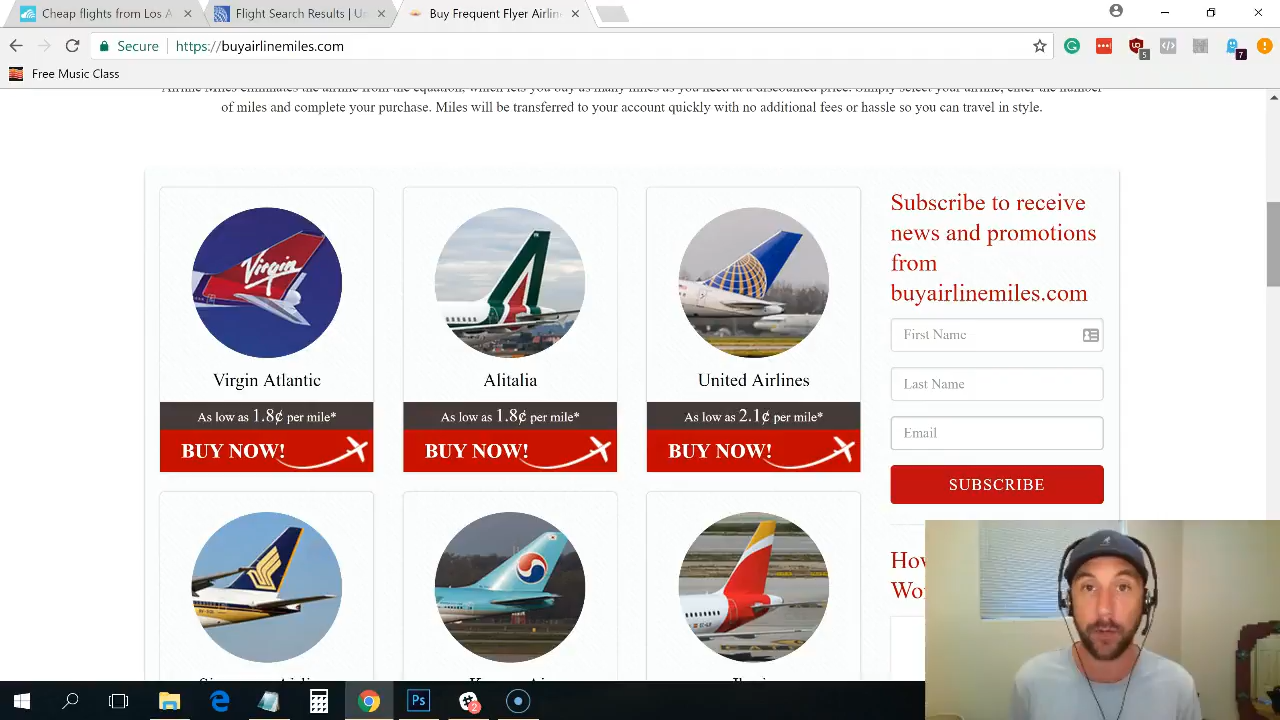 Cheap flights from Los A
Flight Search Results | U
Buy Frequent Flyer Airlin
Secure
https://buyairlinemiles.com
Free Music Class
5
7
Airline Miles eliminates the airline from the equation, which lets you buy as many miles as you need at a discounted price. Simply select your airline, enter the number
of miles and complete your purchase. Miles will be transferred to your account quickly with no additional fees or hassle so you can travel in style.
Virgin
Virgin Atlantic
As low as 1.8¢ per mile*
BUY NOW!
Alitalia
As low as 1.8¢ per mile*
BUY NOW!
United Airlines
As low as 2.1¢ per mile*
BUY NOW!
Subscribe to receive
news and promotions
from
buyairlinemiles.com
First Name
Last Name
Email
SUBSCRIBE
Ps
2